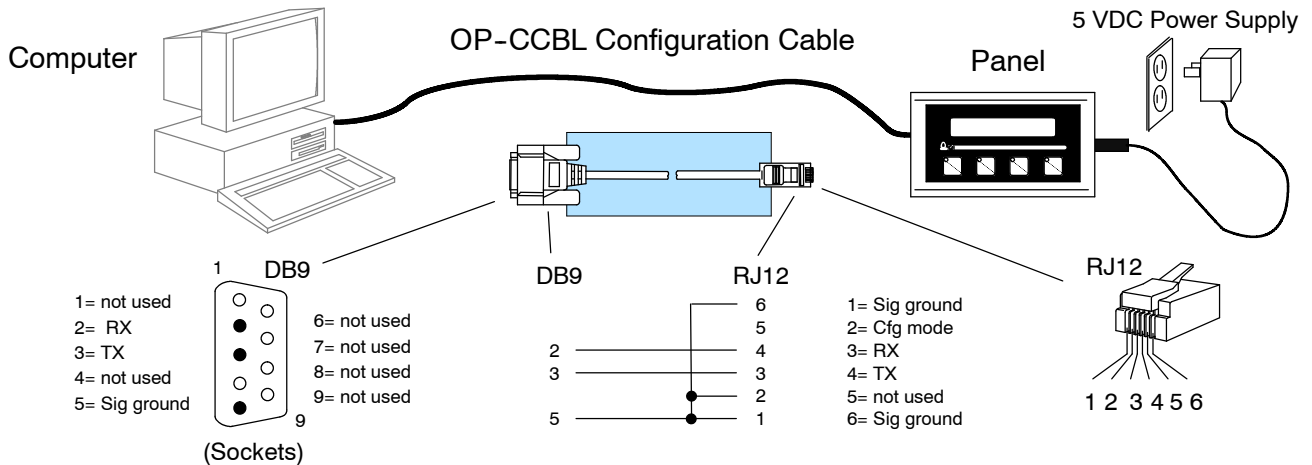 5 VDC Power Supply
Computer
OP-CCBL Configuration Cable
Panel
1
DB9
1= not used
2= RX
3= TX
4= not used
5= Sig ground
6= not used
7= not used
8= not used
9= not used
9
(Sockets)
DB9
RJ12
6
5
2
4
3
3
2
5
1
1= Sig ground
2= Cfg mode
3= RX
4= TX
5= not used
6= Sig ground
RJ12
1 2 3 4 5 6